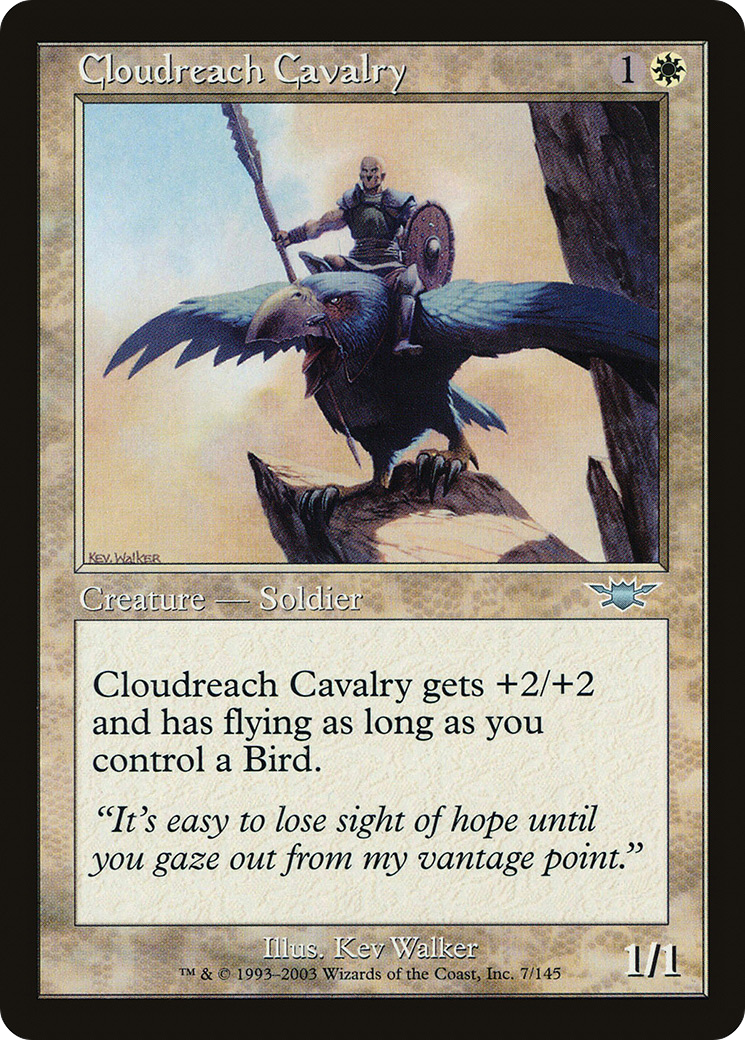 Cloudreach Cavalry 1
KEV. WALKER
Creature — Soldier
Cloudreach Cavalry gets +2/+2
and has flying as long as you
control a Bird.
“It’s easy to lose sight of hope until
you gaze out from my vantage point.”
Illus. Kev Walker
™ & © 1993–2003 Wizards of the Coast, Inc. 7/145
1/1